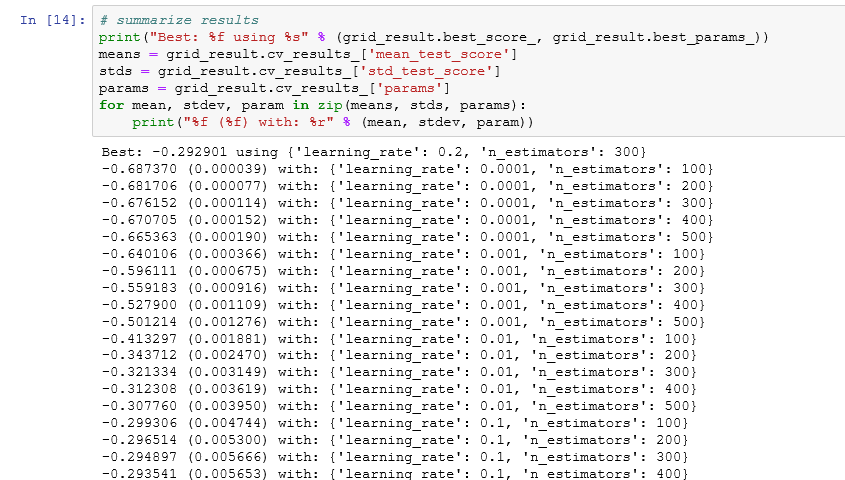 In [14]: # summarize results
print("Best: %f using %s" % (grid_result.best_score_, grid_result.best_params_))
means = grid_result.cv_results_['mean_test_score']
stds = grid_result.cv_results_['std_test_score']
params = grid_result.cv_results_['params']
for mean, stdev, param in zip(means, stds, params):
    print("%f (%f) with: %r" % (mean, stdev, param))
Best: -0.292901 using {'learning_rate': 0.2, 'n_estimators': 300}
-0.687370 (0.000039) with: {'learning_rate': 0.0001, 'n_estimators': 100}
-0.681706 (0.000077) with: {'learning_rate': 0.0001, 'n_estimators': 200}
-0.676152 (0.000114) with: {'learning_rate': 0.0001, 'n_estimators': 300}
-0.670705 (0.000152) with: {'learning_rate': 0.0001, 'n_estimators': 400}
-0.665363 (0.000190) with: {'learning_rate': 0.0001, 'n_estimators': 500}
-0.640106 (0.000366) with: {'learning_rate': 0.001, 'n_estimators': 100}
-0.596111 (0.000675) with: {'learning_rate': 0.001, 'n_estimators': 200}
-0.559183 (0.000916) with: {'learning_rate': 0.001, 'n_estimators': 300}
-0.527900 (0.001109) with: {'learning_rate': 0.001, 'n_estimators': 400}
-0.501214 (0.001276) with: {'learning_rate': 0.001, 'n_estimators': 500}
-0.413297 (0.001881) with: {'learning_rate': 0.01, 'n_estimators': 100}
-0.343712 (0.002470) with: {'learning_rate': 0.01, 'n_estimators': 200}
-0.321334 (0.003149) with: {'learning_rate': 0.01, 'n_estimators': 300}
-0.312308 (0.003619) with: {'learning_rate': 0.01, 'n_estimators': 400}
-0.307760 (0.003950) with: {'learning_rate': 0.01, 'n_estimators': 500}
-0.299306 (0.004744) with: {'learning_rate': 0.1, 'n_estimators': 100}
-0.296514 (0.005300) with: {'learning_rate': 0.1, 'n_estimators': 200}
-0.294897 (0.005666) with: {'learning_rate': 0.1, 'n_estimators': 300}
-0.293541 (0.005653) with: {'learning_rate': 0.1, 'n_estimators': 400}